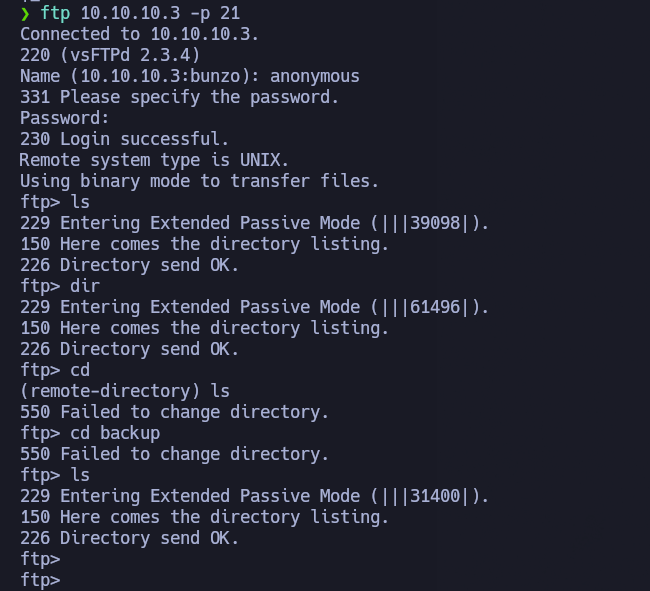 ❯ ftp 10.10.10.3 -p 21
Connected to 10.10.10.3.
220 (vsFTPd 2.3.4)
Name (10.10.10.3:bunzo): anonymous
331 Please specify the password.
Password:
230 Login successful.
Remote system type is UNIX.
Using binary mode to transfer files.
ftp> ls
229 Entering Extended Passive Mode (|||39098|).
150 Here comes the directory listing.
226 Directory send OK.
ftp> dir
229 Entering Extended Passive Mode (|||61496|).
150 Here comes the directory listing.
226 Directory send OK.
ftp> cd
(remote-directory) ls
550 Failed to change directory.
ftp> cd backup
550 Failed to change directory.
ftp> ls
229 Entering Extended Passive Mode (|||31400|).
150 Here comes the directory listing.
226 Directory send OK.
ftp>
ftp>